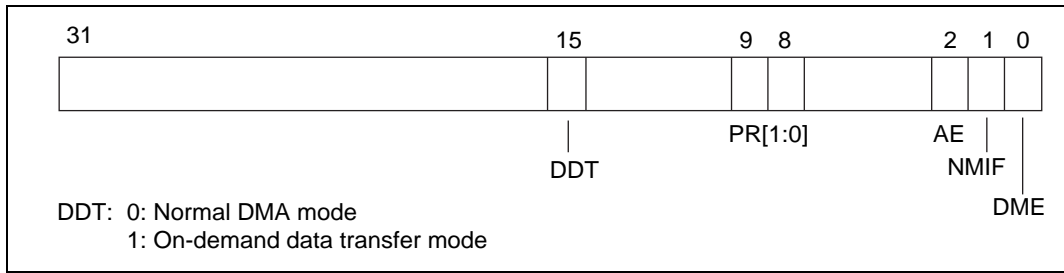 31 15 9 8 2 1 0
PR[1:0] AE
DDT NMIF
DME
DDT: 0: Normal DMA mode
1: On-demand data transfer mode